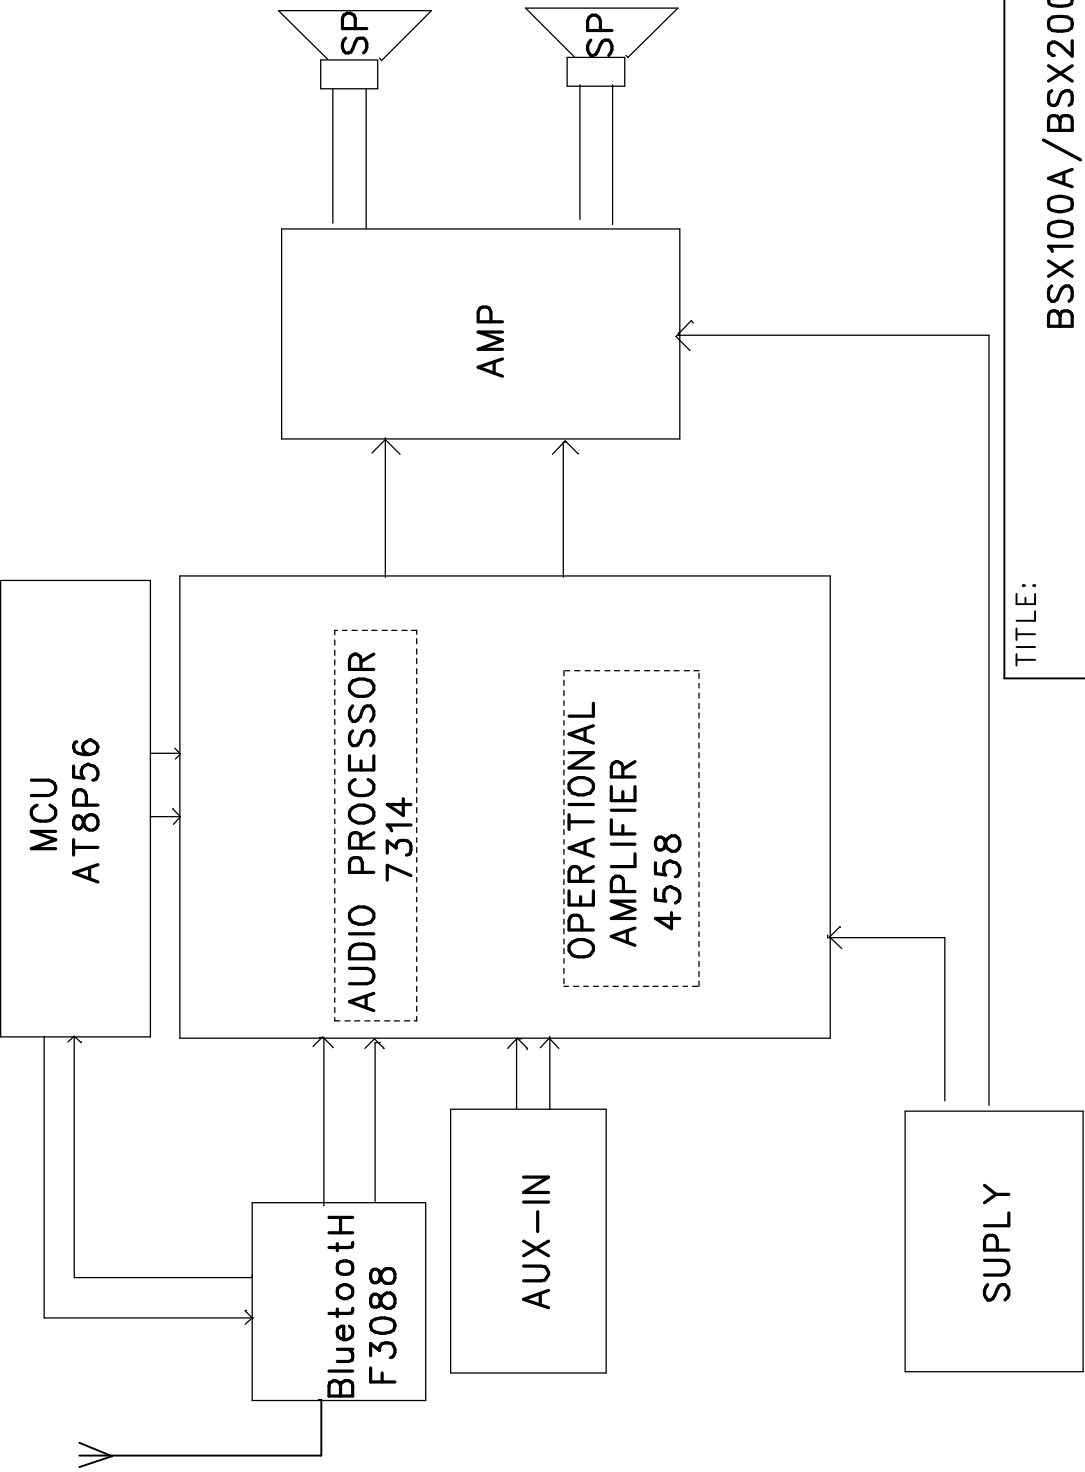 MCU
AT8P56
BluetootH
F3088
AUDIO PROCESSOR
7314
AMP
SP
SP
AUX-IN
OPERATIONAL
AMPLIFIER
4558
SUPLY
TITLE:
BSX100A/BSX200